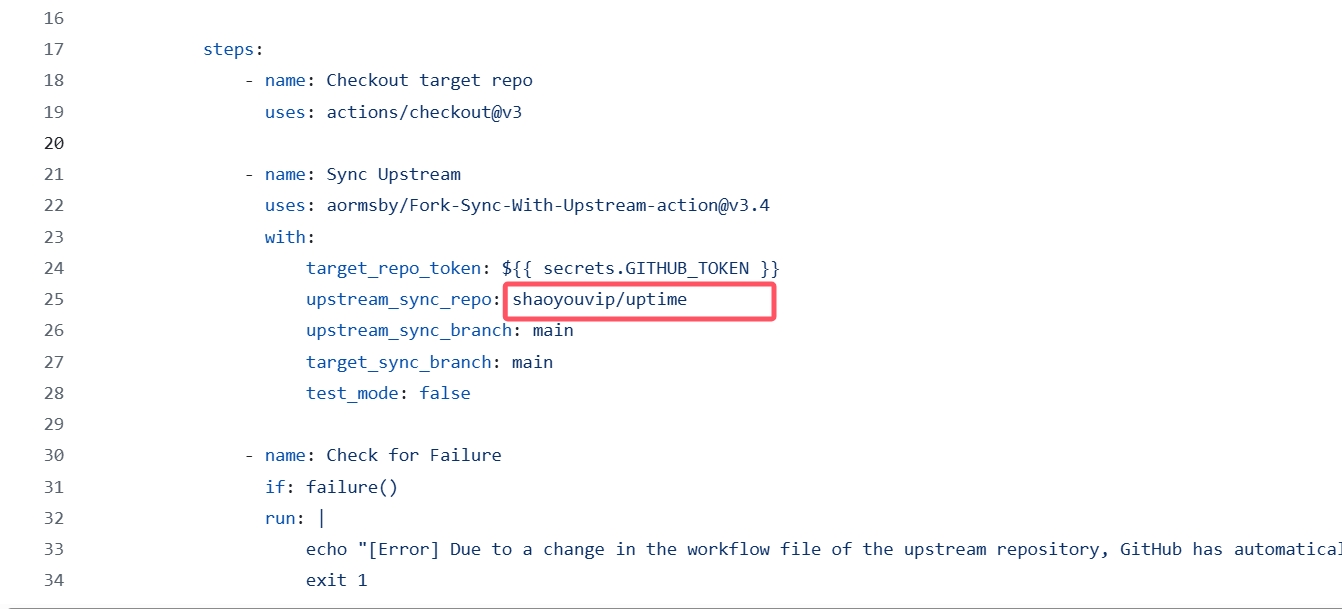 16
17 steps:
18 - name: Checkout target repo
19 uses: actions/checkout@v3
20
21 - name: Sync Upstream
22 uses: aormsby/Fork-Sync-With-Upstream-action@v3.4
23 with:
24 target_repo_token: ${{ secrets.GITHUB_TOKEN }}
25 upstream_sync_repo: shaoyouvip/uptime
26 upstream_sync_branch: main
27 target_sync_branch: main
28 test_mode: false
29
30 - name: Check for Failure
31 if: failure()
32 run: |
33 echo "[Error] Due to a change in the workflow file of the upstream repository, GitHub has
34 exit 1